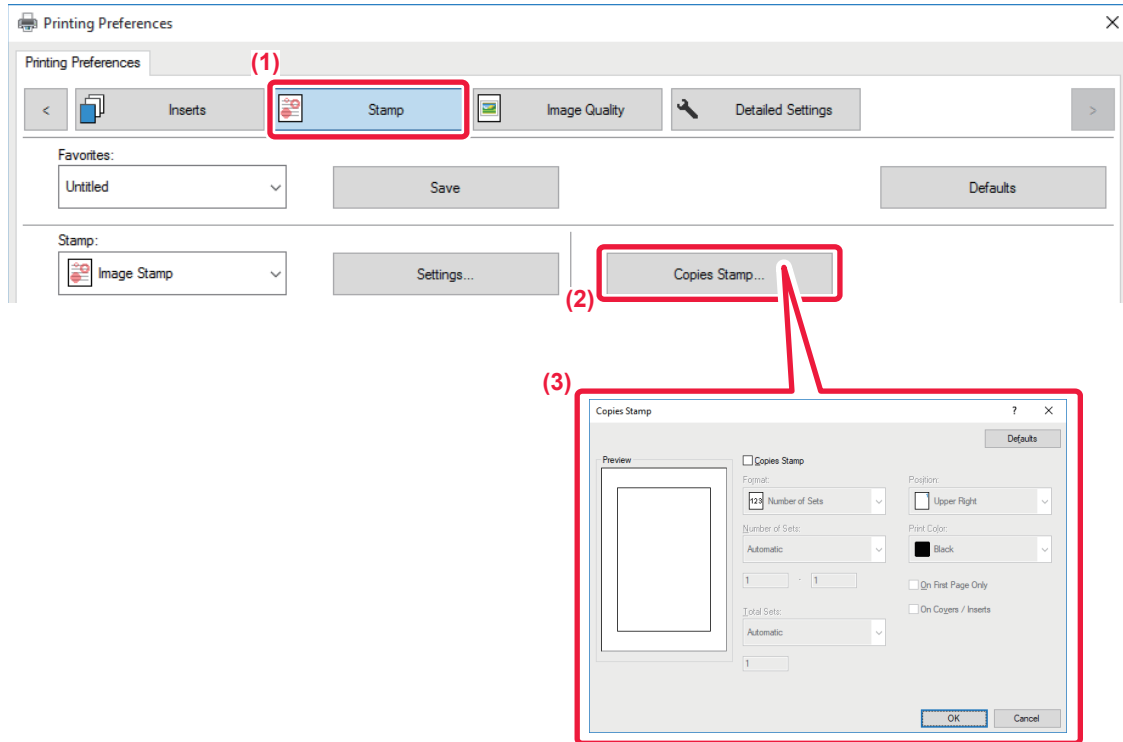 Printing Preferences
Printing Preferences
(1)
<
Inserts
Stamp
Image Quality
Detailed Settings
>
Favorites:
Untitled
Save
Defaults
Stamp:
Image Stamp
Settings...
Copies Stamp...
(2)
(3)
Copies Stamp
?
Defaults
Preview
Copies Stamp
Format:
Position:
123 Number of Sets
Upper Right
Number of Sets:
Print Color:
Automatic
Black
1 - 1
On First Page Only
Total Sets:
On Covers / Inserts
Automatic
1
OK
Cancel